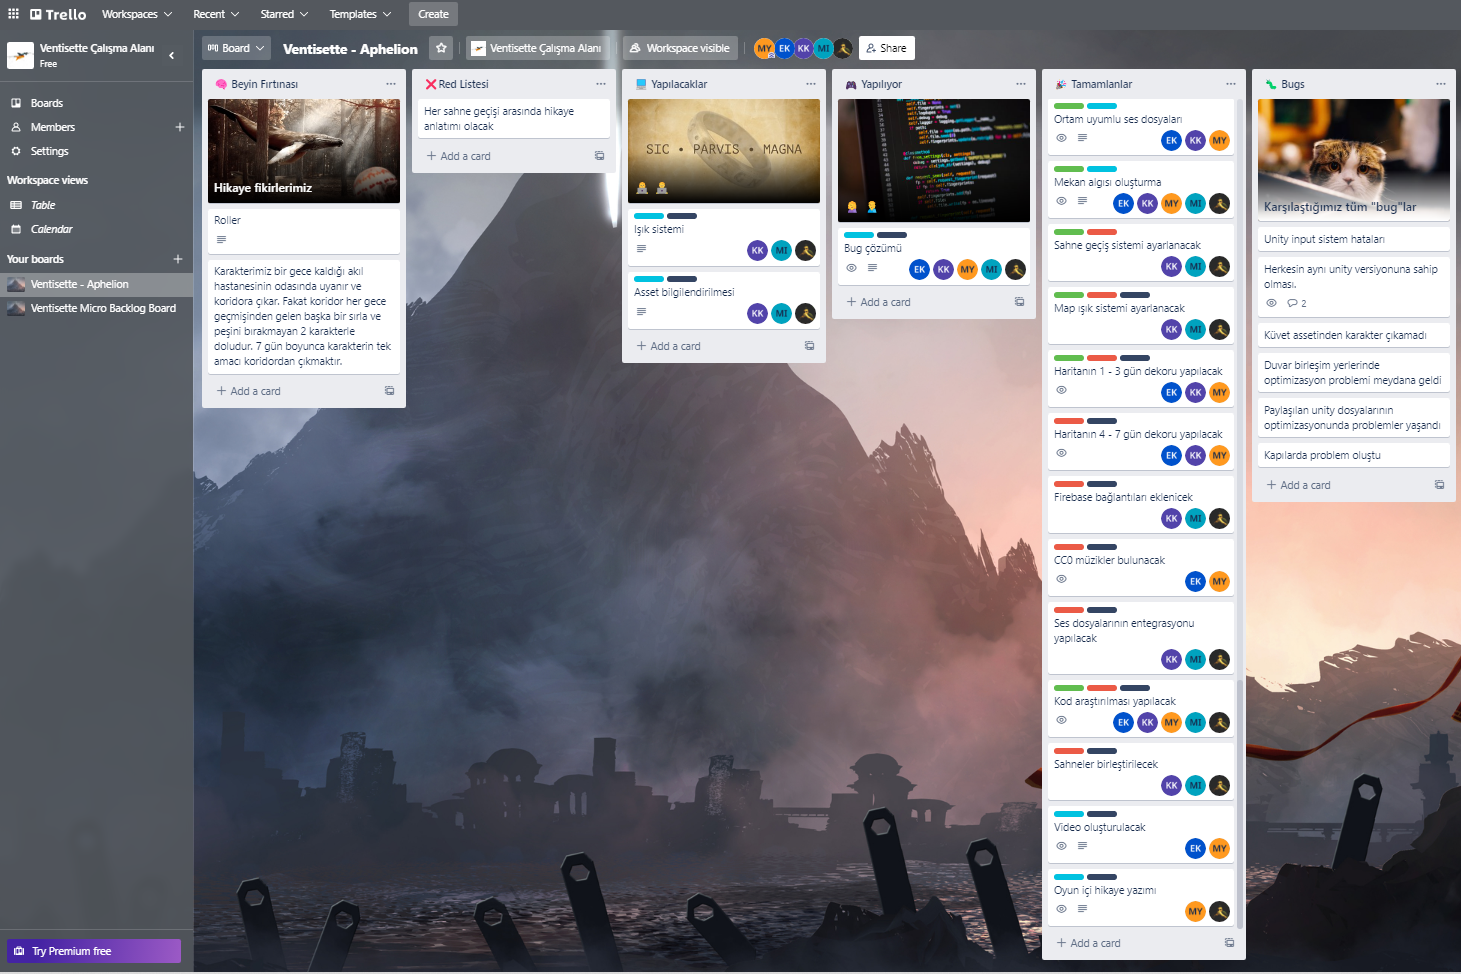 Trello
Workspaces
Recent
Starred
Templates
Create
Ventisette Çalışma Alanı
Free
Boards
Members
Settings
Workspace views
Table
Calendar
Your boards
Ventisette - Aphelion
Ventisette Micro Backlog Board
Try Premium free
Board
Ventisette - Aphelion
Ventisette Çalışma Alanı
Workspace visible
MY
EK
KK
MI
Share
Beyin Fırtınası
Hikaye fikirlerimiz
Roller
Karakterimiz bir gece kaldığı akıl
hastanesinin odasında uyanır ve
koridora çıkar. Fakat koridor her gece
geçmişinden gelen başka bir sırla ve
peşini bırakmayan 2 karakterle
doludur. 7 gün boyunca karakterin tek
amacı koridordan çıkmaktır.
Add a card
Red Listesi
Her sahne geçişi arasında hikaye
anlatımı olacak
Add a card
Yapılacaklar
SIC • PARVIS • MAGNA
Işık sistemi
KK MI
Asset bilgilendirilmesi
KK MI
Add a card
Yapılıyor
Bug çözümü
EK KK MY MI
Add a card
Tamamlanlar
Ortam uyumlu ses dosyaları
EK KK MY
Mekan algısı oluşturma
EK KK MY MI
Sahne geçiş sistemi ayarlanacak
KK MI
Map ışık sistemi ayarlanacak
KK MI
Haritanın 1 - 3 gün dekoru yapılacak
EK KK MY
Haritanın 4 - 7 gün dekoru yapılacak
EK KK MY
Firebase bağlantıları eklenicek
KK MI
CC0 müzikler bulunacak
EK MY
Ses dosyalarının entegrasyonu
yapılacak
KK MI
Kod araştırılması yapılacak
EK KK MY MI
Sahneler birleştirilecek
KK MI
Video oluşturulacak
EK MY
Oyun içi hikaye yazımı
MY
Add a card
Bugs
Karşılaştığımız tüm "bug"lar
Unity input sistem hataları
Herkesin aynı unity versiyonuna sahip
olması.
2
Küvet assetinden karakter çıkamadı
Duvar birleşim yerlerinde
optimizasyon problemi meydana geldi
Paylaşılan unity dosyalarının
optimizasyonunda problemler yaşandı
Kapılarda problem oluştu
Add a card